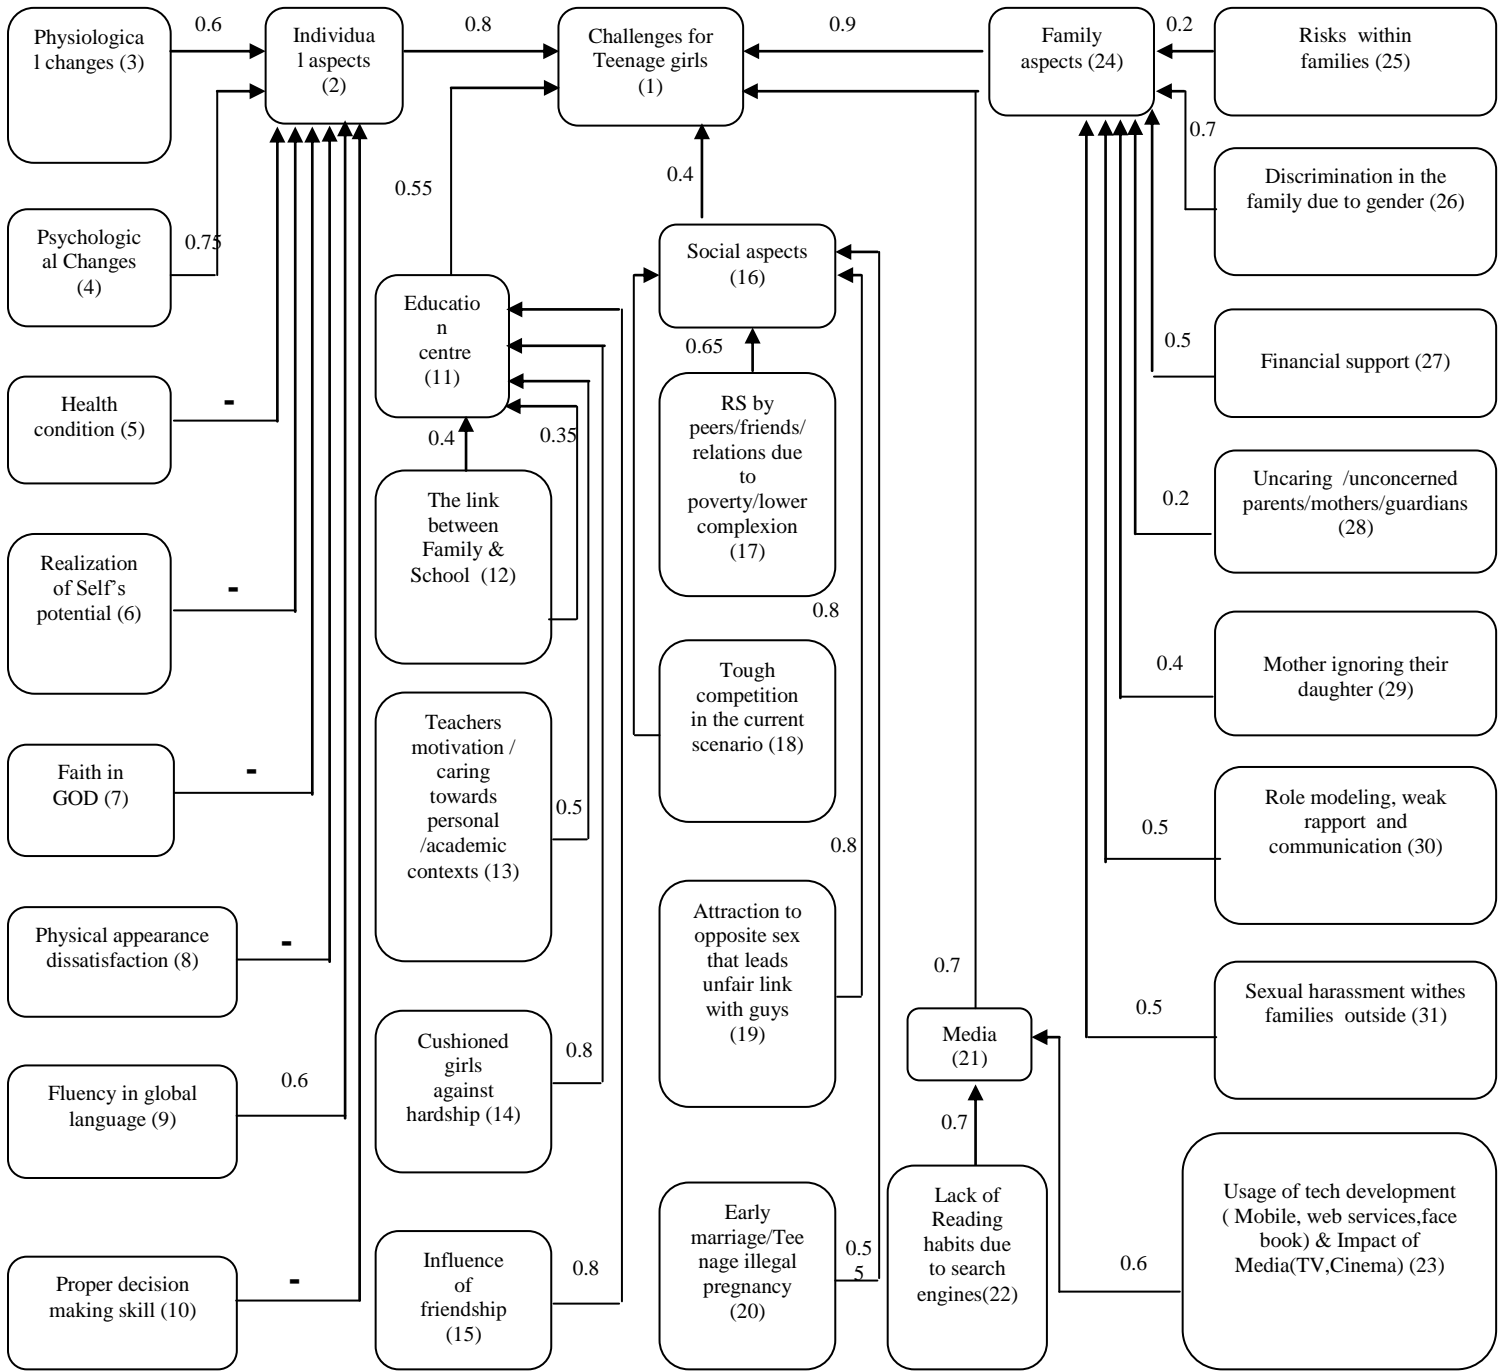 Physiologica
l changes (3)
0.6
Individua
l aspects
(2)
0.8
Challenges for
Teenage girls
(1)
0.9
Family
aspects (24)
0.2
Risks within
families (25)
0.7
Discrimination in the
family due to gender (26)
0.55
0.4
Psychologic
al Changes
(4)
0.75
Social aspects
(16)
Educatio
n
centre
(11)
0.65
0.5
Financial support (27)
Health
condition (5)
-
0.4
0.35
RS by
peers/friends/
relations due
to
poverty/lower
complexion
(17)
The link
between
Family &
School (12)
0.2
Uncaring /unconcerned
parents/mothers/guardians
(28)
Realization
of Self's
potential (6)
-
0.8
Tough
competition
in the current
scenario (18)
0.4
Mother ignoring their
daughter (29)
Teachers
motivation /
caring
towards
personal
/academic
contexts (13)
0.5
Faith in
GOD (7)
-
0.8
0.5
Role modeling, weak
rapport and
communication (30)
Physical appearance
dissatisfaction (8)
-
Attraction to
opposite sex
that leads
unfair link
with guys
(19)
0.7
0.5
Sexual harassment withes
families outside (31)
Cushioned
girls
against
hardship (14)
0.8
Media
(21)
Fluency in global
language (9)
0.6
0.7
Early
marriage/Tee
nage illegal
pregnancy
(20)
0.5
5
Lack of
Reading
habits due
to search
engines(22)
0.6
Usage of tech development
( Mobile, web services,face
book) & Impact of
Media(TV,Cinema) (23)
Proper decision
making skill (10)
-
Influence
of
friendship
(15)
0.8